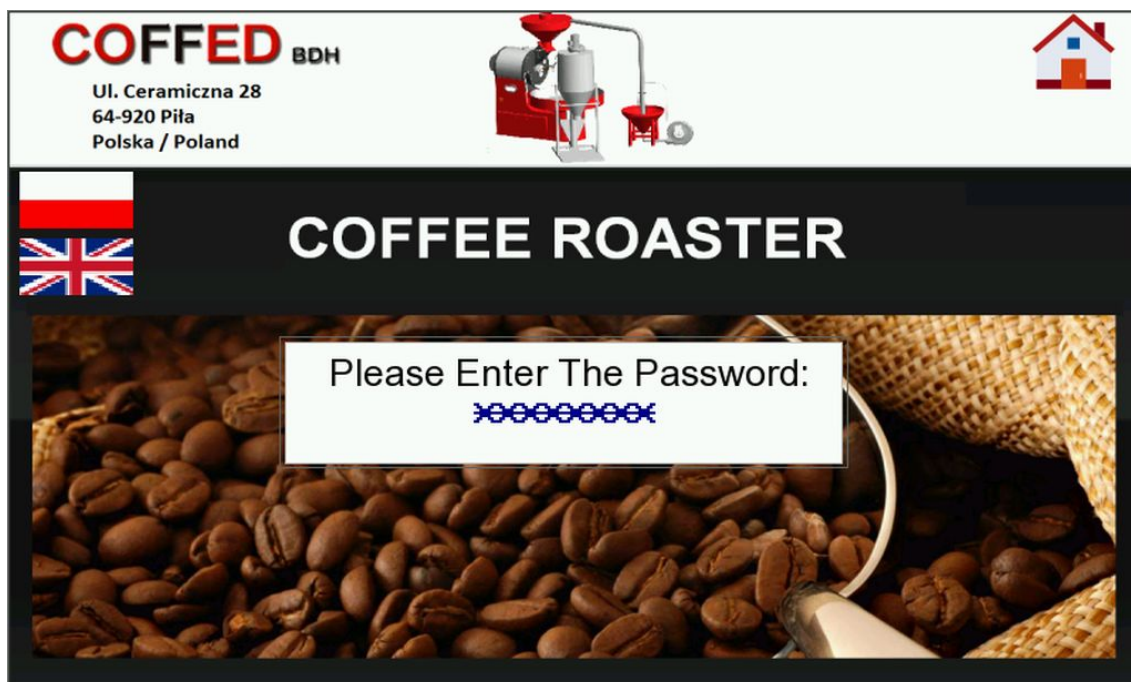 COFFED BDH
Ul. Ceramiczna 28
64-920 Piła
Polska / Poland
COFFEE ROASTER
Please Enter The Password: